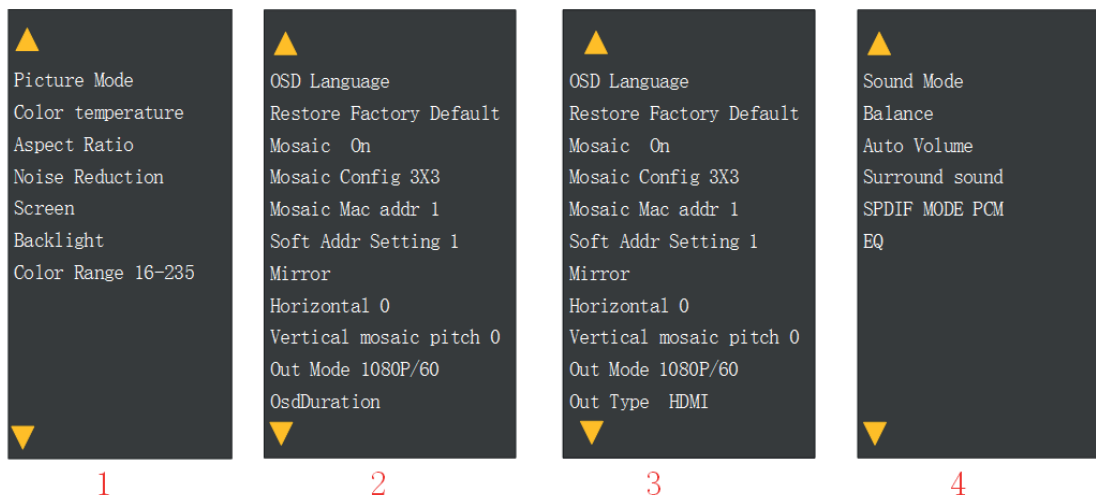 Picture Mode
Color temperature
Aspect Ratio
Noise Reduction
Screen
Backlight
Color Range 16-235
1
OSD Language
Restore Factory Default
Mosaic On
Mosaic Config 3X3
Mosaic Mac addr 1
Soft Addr Setting 1
Mirror
Horizontal 0
Vertical mosaic pitch 0
Out Mode 1080P/60
OsdDuration
2
OSD Language
Restore Factory Default
Mosaic On
Mosaic Config 3X3
Mosaic Mac addr 1
Soft Addr Setting 1
Mirror
Horizontal 0
Vertical mosaic pitch 0
Out Mode 1080P/60
Out Type HDMI
3
Sound Mode
Balance
Auto Volume
Surround sound
SPDIF MODE PCM
EQ
4